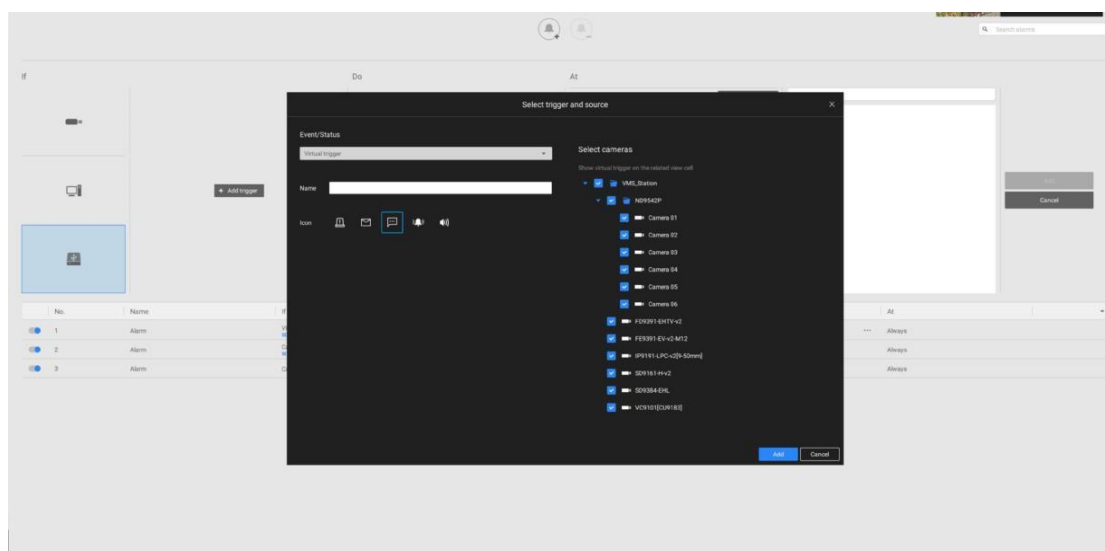 Search alarms
If Do At
Select trigger and source
Event/Status
Virtual trigger
Select cameras
Show virtual trigger on the related view cell
VMS_Station
Name
+ Add trigger
ND9542P
Cancel
Icon
Camera 01
Camera 02
Camera 03
Camera 04
Camera 05
Camera 06
FD9391-EHTV-v2
FE9391-EV-v2-M12
IP9191-LPC-v2[9-50mm]
SD9161-H-v2
SD9384-EHL
VC9101[CU9183]
Add Cancel
No. Name If At
1 Alarm Always
2 Alarm Always
3 Alarm Always